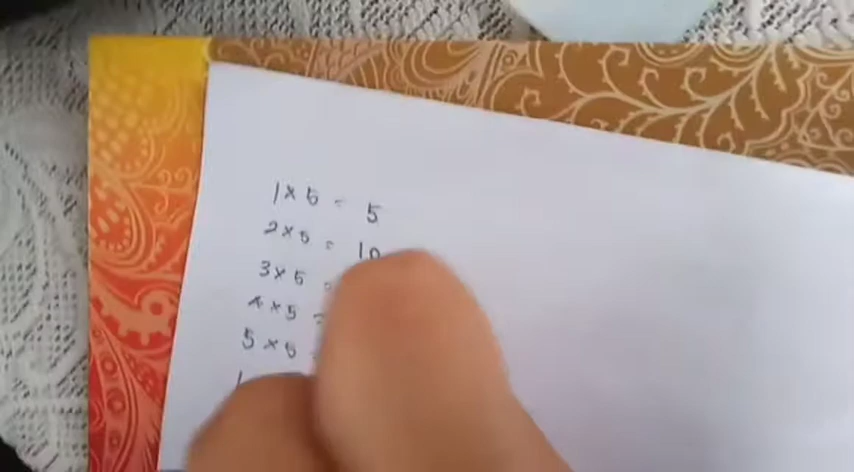 1 x 5 = 5
2 x 5 = 10
3 x 5 =
4 x 5 =
5 x 5 =